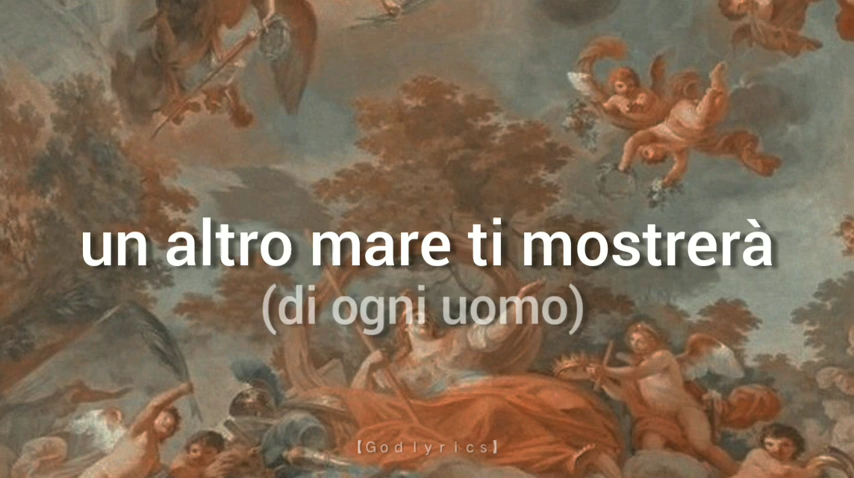 un altro mare ti mostrerà
(di ogni uomo)
【Godlyrics】